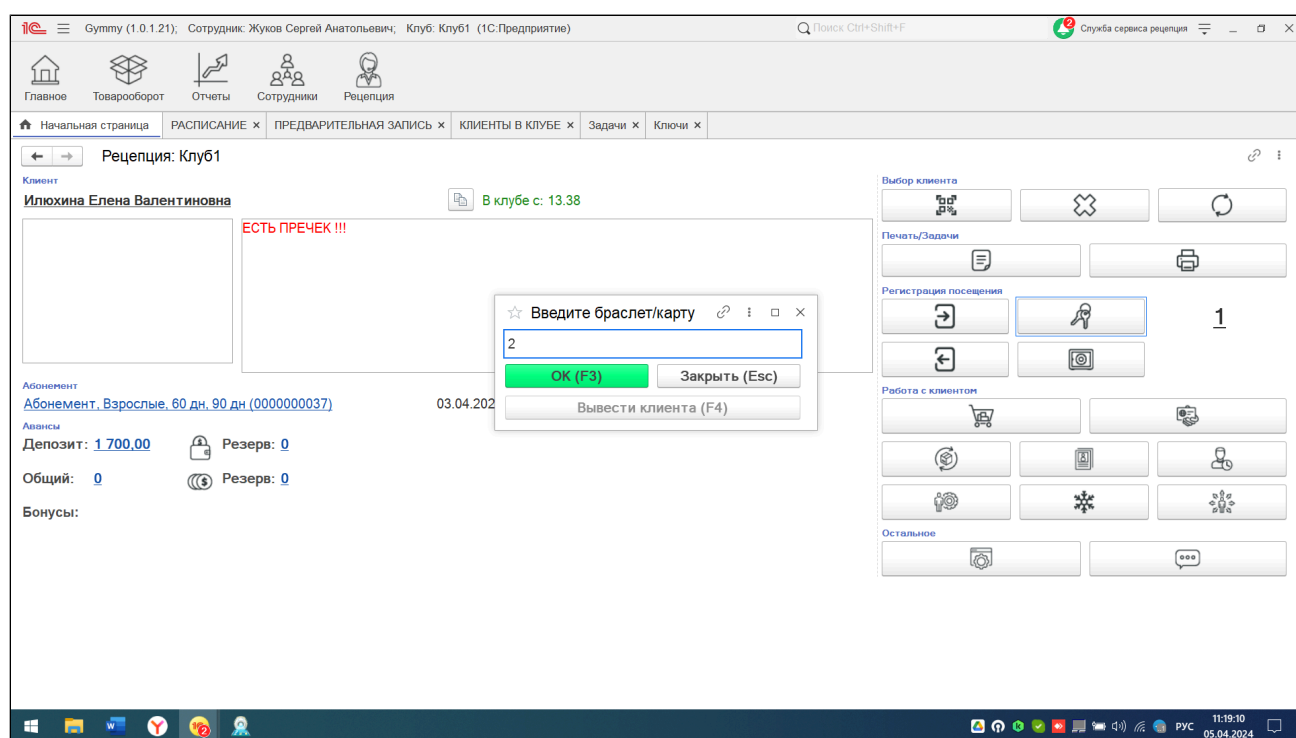 Gymmy (1.0.1.21); Сотрудник: Жуков Сергей Анатольевич; Клуб: Клуб1 (1С:Предприятие)
Поиск Ctrl+Shift+F
2
Служба сервиса рецепция
Главное
Товарооборот
Отчеты
Сотрудники
Рецепция
Начальная страница
РАСПИСАНИЕ ×
ПРЕДВАРИТЕЛЬНАЯ ЗАПИСЬ ×
КЛИЕНТЫ В КЛУБЕ ×
Задачи ×
Ключи ×
Рецепция: Клуб1
Клиент
Илюхина Елена Валентиновна
В клубе с: 13.38
ЕСТЬ ПРЕЧЕК !!!
Введите браслет/карту
2
ОК (F3)
Закрыть (Esc)
Вывести клиента (F4)
Абонемент
Абонемент, Взрослые, 60 дн, 90 дн (0000000037)
03.04.202
Авансы
Депозит: 1 700,00
Резерв: 0
Общий: 0
Резерв: 0
Бонусы:
Выбор клиента
Печать/Задачи
Регистрация посещения
1
Работа с клиентом
Остальное
РУС
11:19:10
05.04.2024